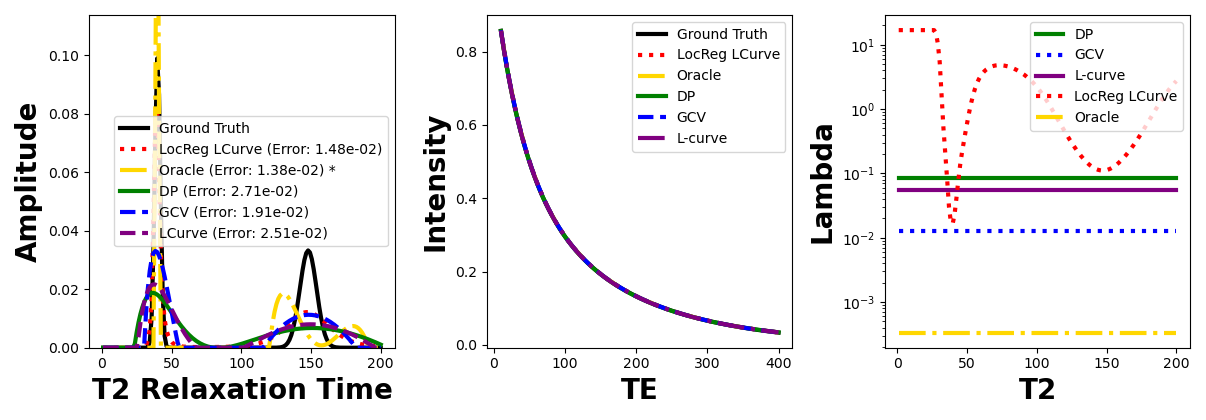 Amplitude
0.10
0.08
0.06
0.04
0.02
0.00
Ground Truth
LocReg LCurve (Error: 1.48e-02)
Oracle (Error: 1.38e-02) *
DP (Error: 2.71e-02)
GCV (Error: 1.91e-02)
LCurve (Error: 2.51e-02)
0 50 100 150 200
T2 Relaxation Time
Intensity
0.8
0.6
0.4
0.2
0.0
Ground Truth
LocReg LCurve
Oracle
DP
GCV
L-curve
0 100 200 300 400
TE
Lambda
10^1
10^0
10^-1
10^-2
10^-3
DP
GCV
L-curve
LocReg LCurve
Oracle
0 50 100 150 200
T2